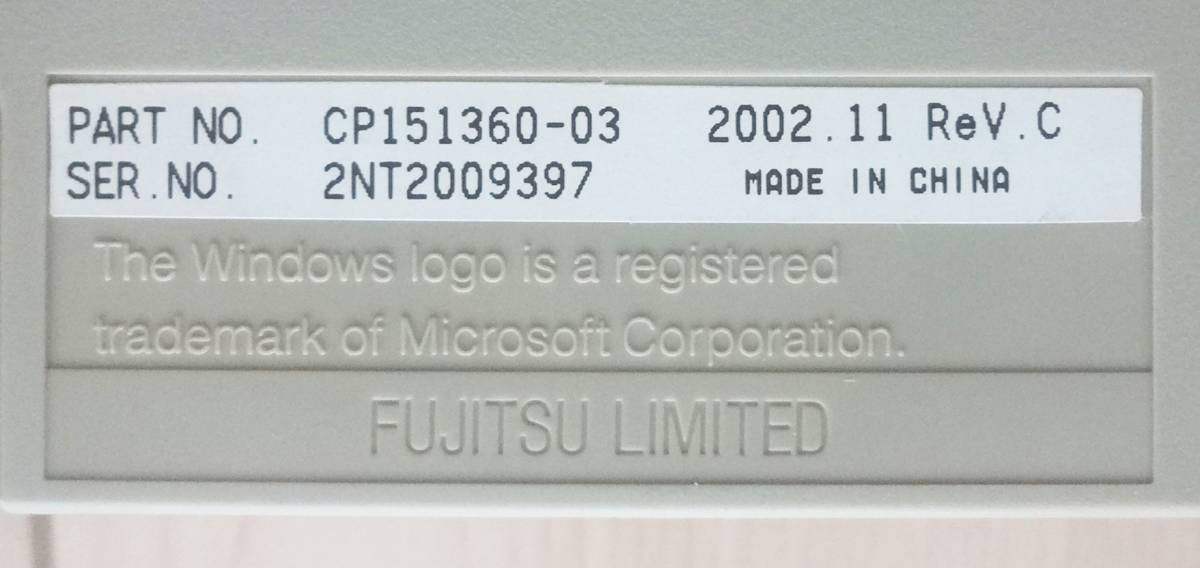 PART NO. CP151360-03 2002.11 ReV.C
SER.NO. 2NT2009397 MADE IN CHINA
The Windows logo is a registered
trademark of Microsoft Corporation.
FUJITSU LIMITED